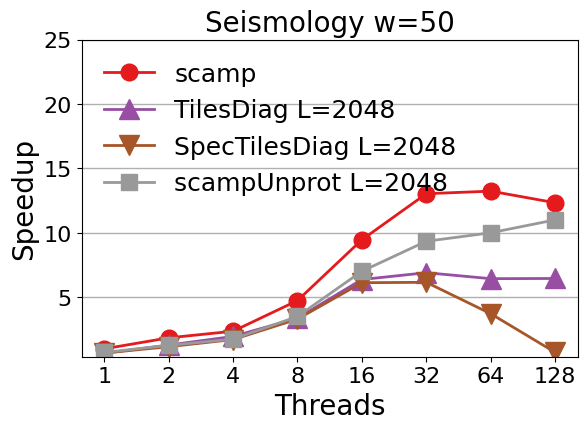 Seismology w=50
25
20
15
10
5
Speedup
scamp
TilesDiag L=2048
SpecTilesDiag L=2048
scampUnprot L=2048
1 2 4 8 16 32 64 128
Threads